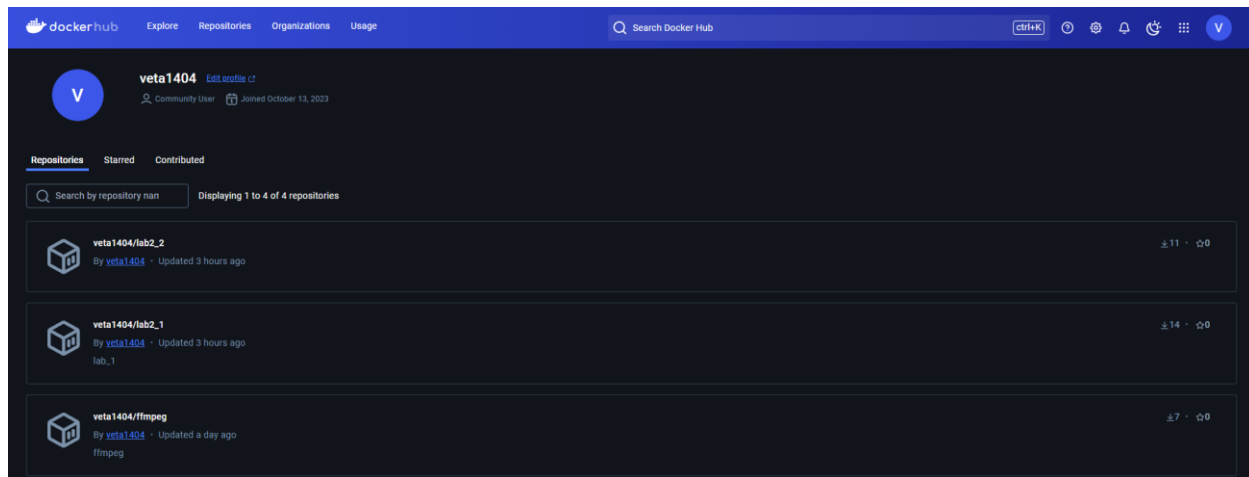 dockerhub Explore Repositories Organizations Usage Search Docker Hub ctrl+K V
V
veta1404 Edit profile
Community User Joined October 13, 2023
Repositories Starred Contributed
Search by repository nan Displaying 1 to 4 of 4 repositories
veta1404/lab2_2 11 · 0
By veta1404 · Updated 3 hours ago
veta1404/lab2_1 14 · 0
By veta1404 · Updated 3 hours ago
lab_1
veta1404/ffmpeg 7 · 0
By veta1404 · Updated a day ago
ffmpeg